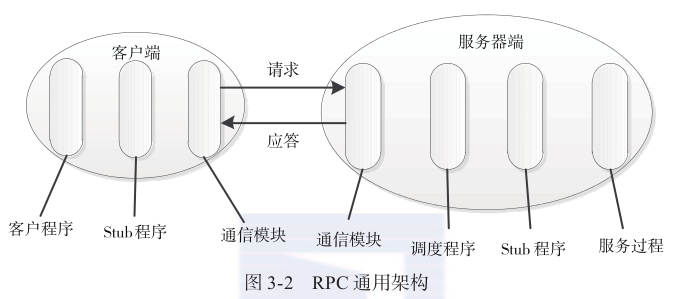 客户端
服务器端
请求
应答
客户程序
Stub 程序
通信模块
通信模块
调度程序
Stub 程序
服务过程
图 3-2 RPC 通用架构